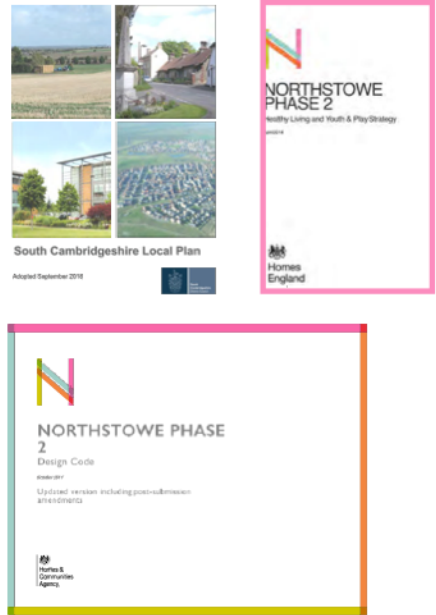 South Cambridgeshire Local Plan
Adopted September 2018
NORTHSTOWE
PHASE 2
Healthy Living and Youth & Play Strategy
Homes
England
NORTHSTOWE PHASE
2
Design Code
October 2017
Updated version including post-submission
amendments
Homes &
Communities
Agency